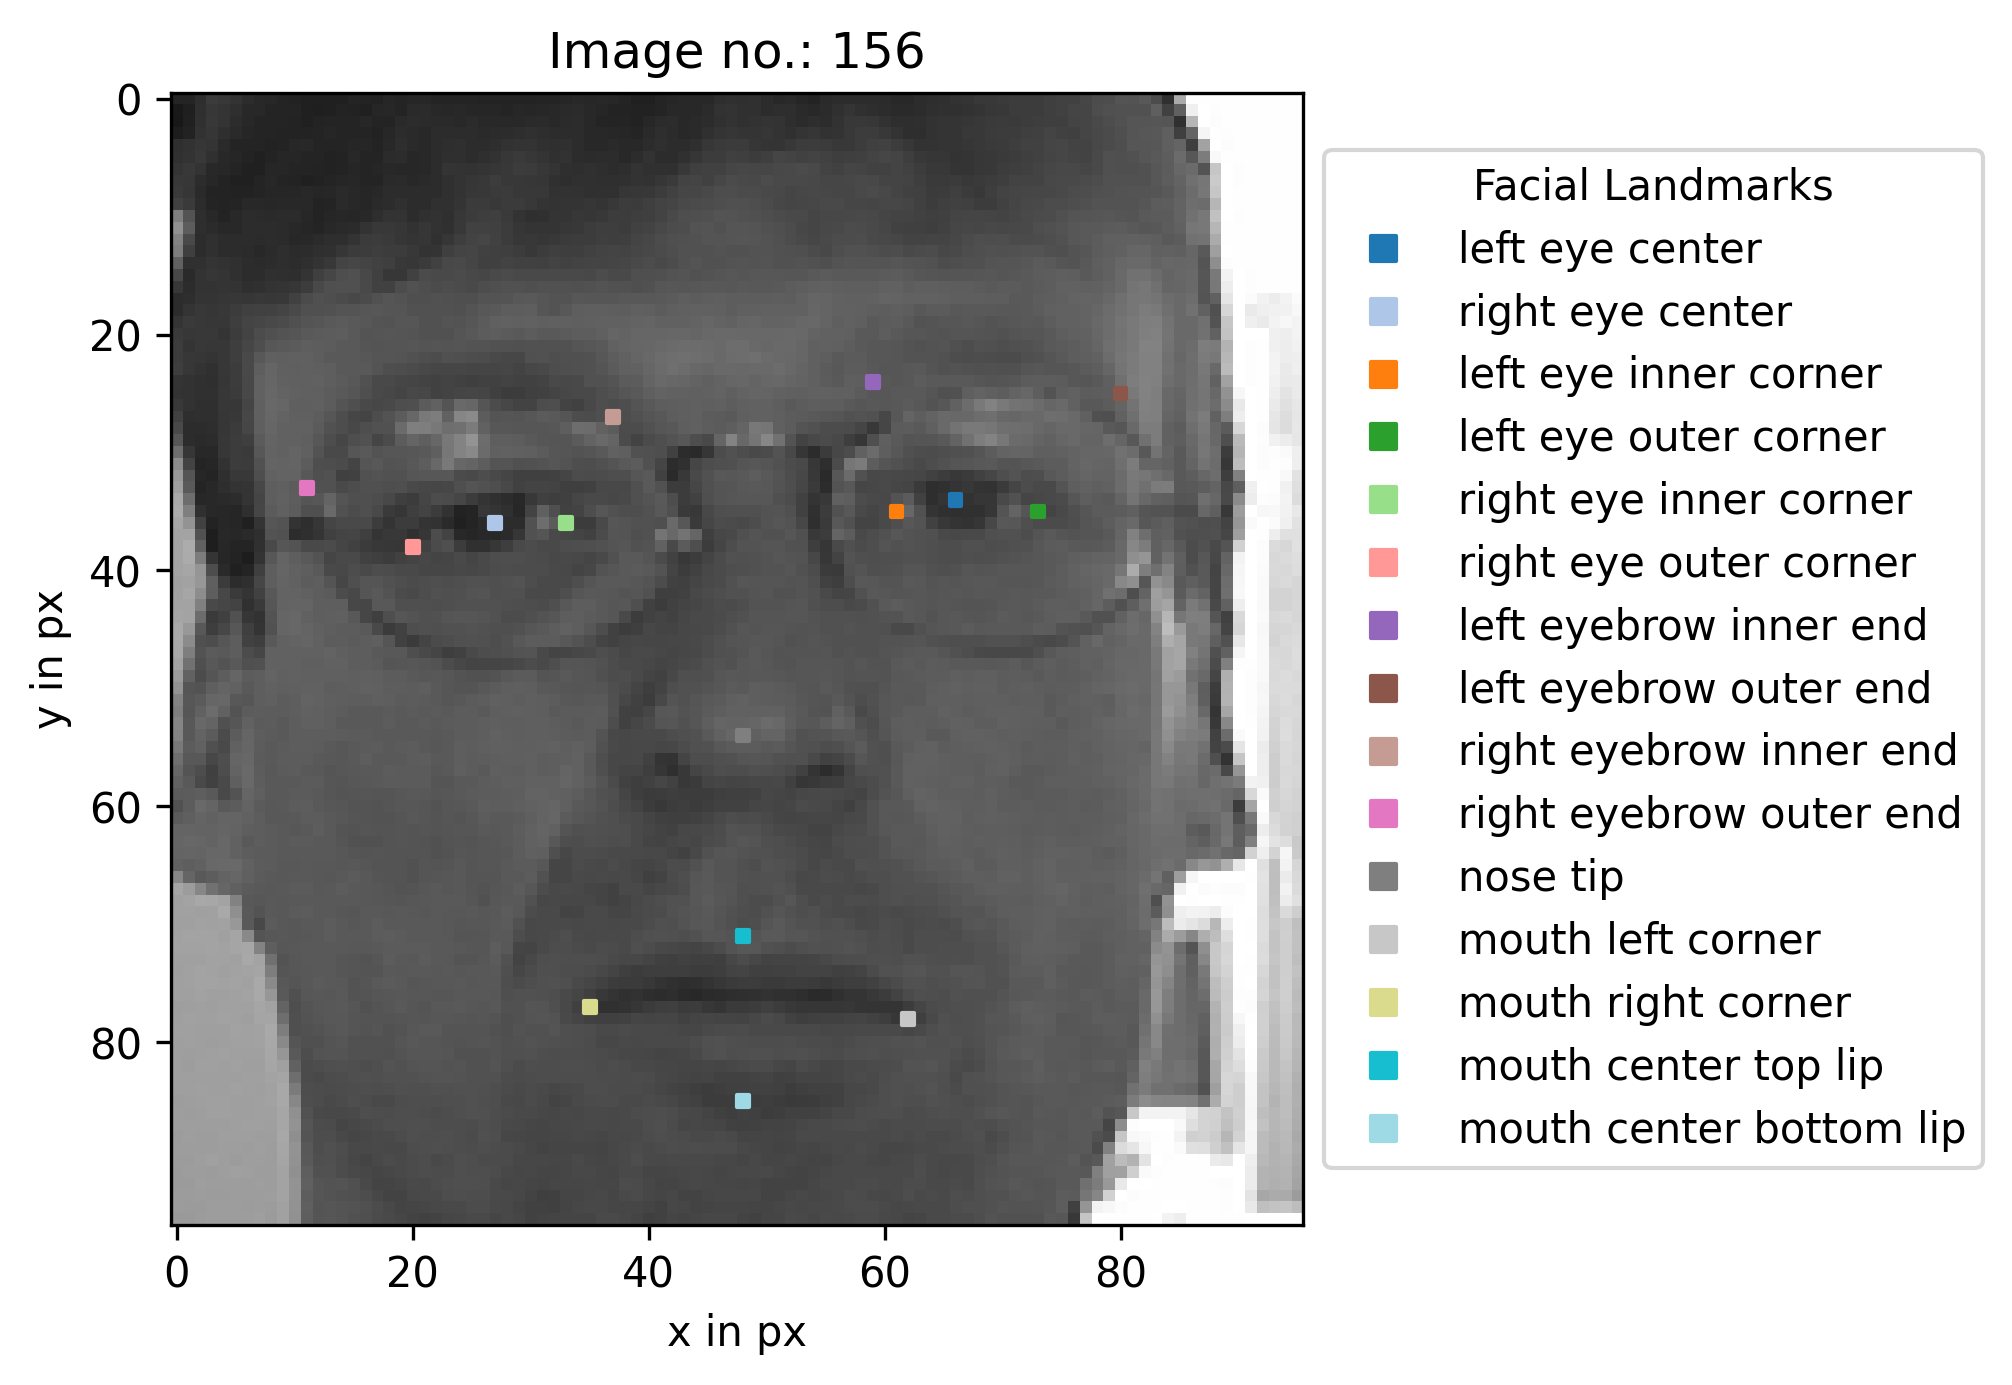 Image no.: 156
0
20
40
60
80
y in px
0 20 40 60 80
x in px
Facial Landmarks
left eye center
right eye center
left eye inner corner
left eye outer corner
right eye inner corner
right eye outer corner
left eyebrow inner end
left eyebrow outer end
right eyebrow inner end
right eyebrow outer end
nose tip
mouth left corner
mouth right corner
mouth center top lip
mouth center bottom lip